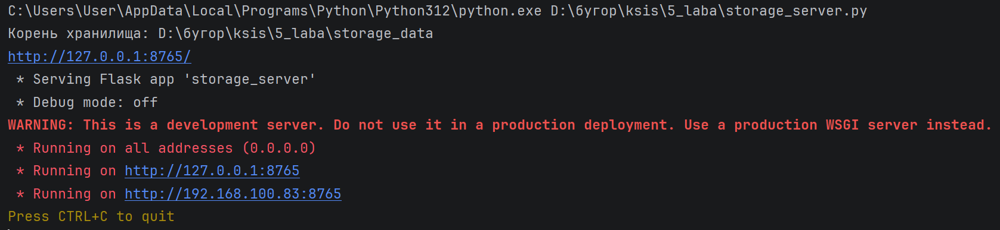 C:\Users\User\AppData\Local\Programs\Python\Python312\python.exe D:\бугор\ksis\5_laba\storage_server.py
Корень хранилища: D:\бугор\ksis\5_laba\storage_data
http://127.0.0.1:8765/
* Serving Flask app 'storage_server'
* Debug mode: off
WARNING: This is a development server. Do not use it in a production deployment. Use a production WSGI server instead.
* Running on all addresses (0.0.0.0)
* Running on http://127.0.0.1:8765
* Running on http://192.168.100.83:8765
Press CTRL+C to quit